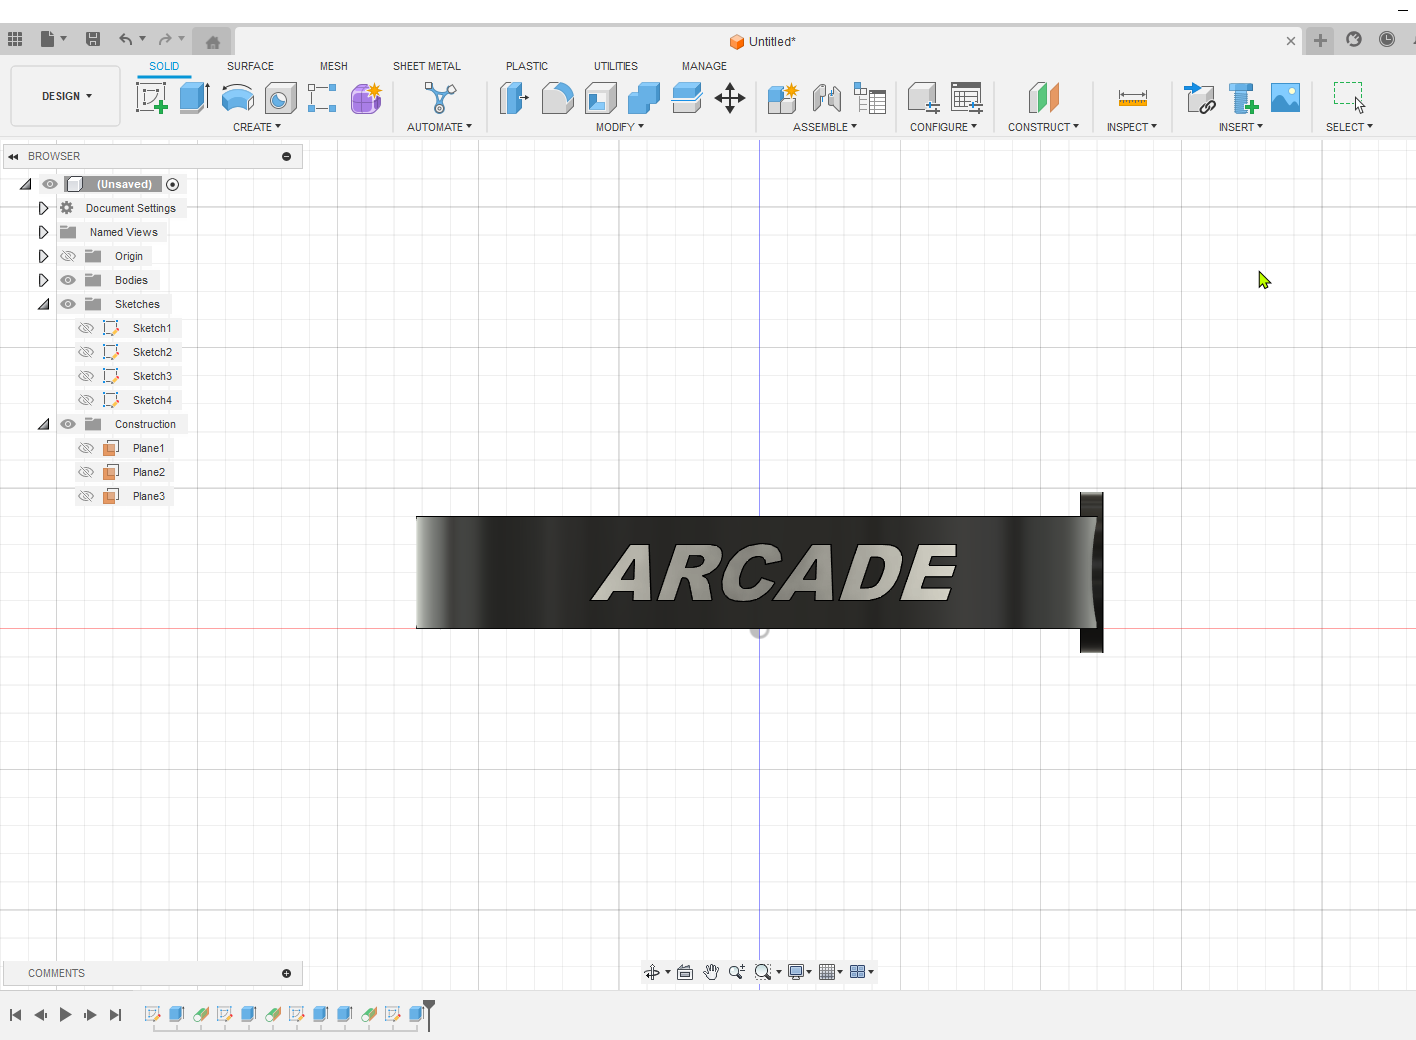 Untitled*
DESIGN
SOLID SURFACE MESH SHEET METAL PLASTIC UTILITIES MANAGE
CREATE AUTOMATE MODIFY ASSEMBLE CONFIGURE CONSTRUCT INSPECT INSERT SELECT
BROWSER
(Unsaved)
Document Settings
Named Views
Origin
Bodies
Sketches
Sketch1
Sketch2
Sketch3
Sketch4
Construction
Plane1
Plane2
Plane3
ARCADE
COMMENTS